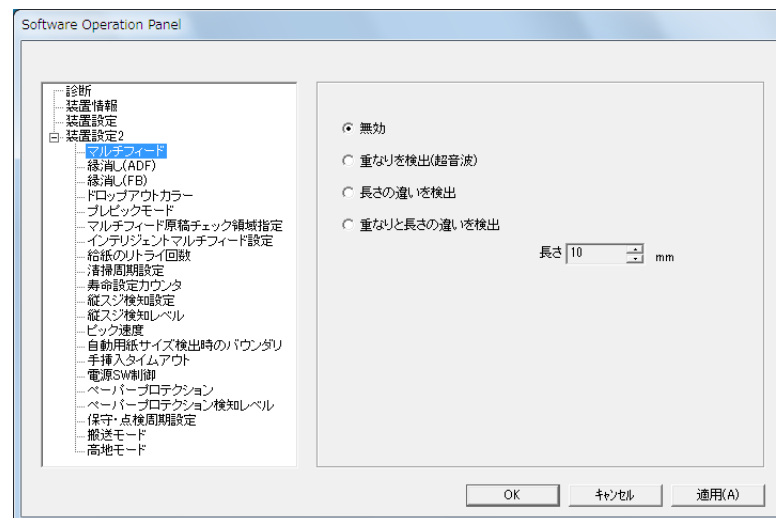 Software Operation Panel
診断
装置情報
装置設定
装置設定2
マルチフィード
縁消し(ADF)
縁消し(FB)
ドロップアウトカラー
プレピックモード
マルチフィード原稿チェック領域指定
インテリジェントマルチフィード設定
給紙のリトライ回数
清掃周期設定
寿命設定カウンタ
縦スジ検知設定
縦スジ検知レベル
ピック速度
自動用紙サイズ検出時のバウンダリ
手挿入タイムアウト
電源SW制御
ペーパープロテクション
ペーパープロテクション検知レベル
保守・点検周期設定
搬送モード
高地モード
無効
重なりを検出(超音波)
長さの違いを検出
重なりと長さの違いを検出
長さ 10 mm
OK キャンセル 適用(A)